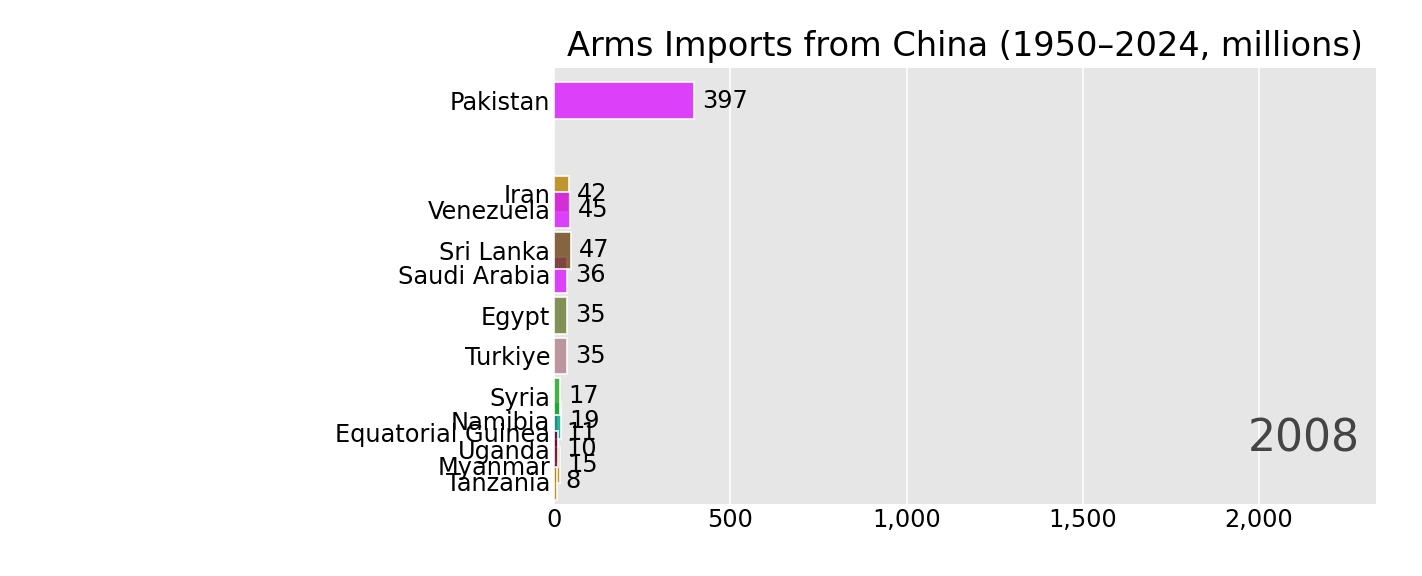 Arms Imports from China (1950–2024, millions)
Pakistan 397
Iran 42
Venezuela 45
Sri Lanka 47
Saudi Arabia 36
Egypt 35
Turkiye 35
Syria 17
Namibia 19
Equatorial Guinea 11
Uganda 10
Myanmar 15
Tanzania 8
2008
0 500 1,000 1,500 2,000